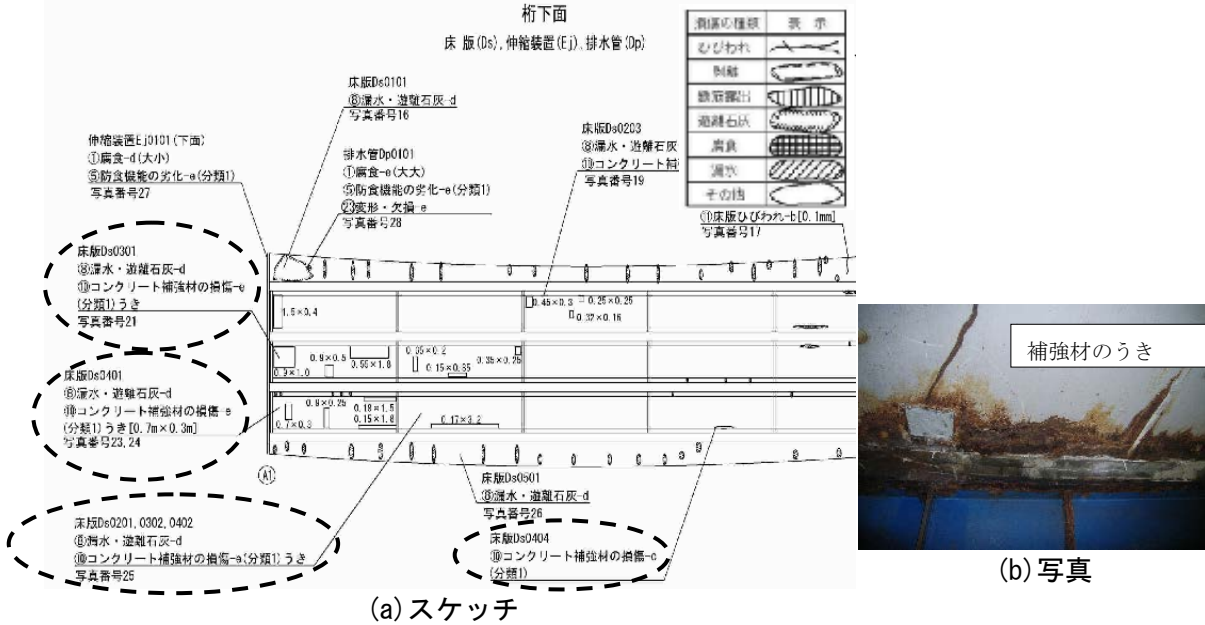 桁下面
床 版(Ds), 伸縮装置(Ej), 排水管(Dp)
損傷の種類 表 示
ひびわれ
剥離
鉄筋露出
遊離石灰
腐食
漏水
その他
床版Ds0101
⑧漏水・遊離石灰-d
写真番号16
伸縮装置Ej0101(下面)
①腐食-d(大小)
⑤防食機能の劣化-e(分類1)
写真番号27
排水管Dp0101
①腐食-e(大大)
⑤防食機能の劣化-e(分類1)
㉓変形・欠損-e
写真番号28
床版Ds0203
⑧漏水・遊離石灰
⑩コンクリート補
写真番号19
⑪床版ひびわれ-b[0.1mm]
写真番号17
床版Ds0301
⑧漏水・遊離石灰-d
⑩コンクリート補強材の損傷-e
(分類1)うき
写真番号21
床版Ds0401
⑧漏水・遊離石灰-d
⑩コンクリート補強材の損傷-e
(分類1)うき[0.7m×0.3m]
写真番号23,24
1.5×0.4
0.45×0.3
0.25×0.25
0.32×0.16
0.9×1.0
0.9×0.5
0.55×1.8
0.35×0.2
0.15×0.65
0.35×0.25
0.7×0.3
0.9×0.25
0.18×1.5
0.15×1.8
0.17×3.2
A1
床版Ds0501
⑧漏水・遊離石灰-d
写真番号26
床版Ds0201, 0302, 0402
⑧漏水・遊離石灰-d
⑩コンクリート補強材の損傷-e(分類1)うき
写真番号25
床版Ds0404
⑩コンクリート補強材の損傷-c
(分類1)
(a)スケッチ
補強材のうき
(b)写真